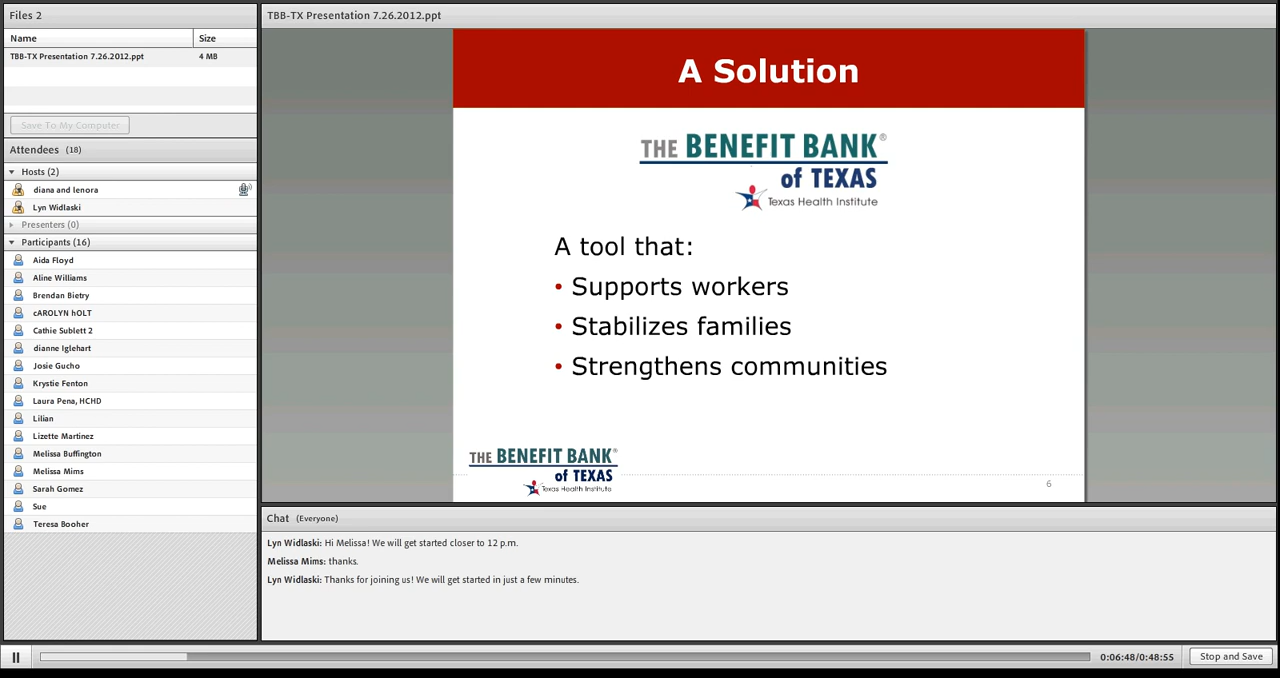 Files 2
Name Size
TBB-TX Presentation 7.26.2012.ppt 4 MB
Save To My Computer
Attendees (18)
Hosts (2)
diana and lenora
Lyn Widlaski
Presenters (0)
Participants (16)
Aida Floyd
Aline Williams
Brendan Bietry
cAROLYN hOLT
Cathie Sublett 2
dianne Iglehart
Josie Gucho
Krystie Fenton
Laura Pena, HCHD
Lilian
Lizette Martinez
Melissa Buffington
Melissa Mims
Sarah Gomez
Sue
Teresa Booher
TBB-TX Presentation 7.26.2012.ppt
A Solution
THE BENEFIT BANK®
of TEXAS
Texas Health Institute
A tool that:
• Supports workers
• Stabilizes families
• Strengthens communities
THE BENEFIT BANK®
of TEXAS
Texas Health Institute
6
Chat (Everyone)
Lyn Widlaski: Hi Melissa! We will get started closer to 12 p.m.
Melissa Mims: thanks.
Lyn Widlaski: Thanks for joining us! We will get started in just a few minutes.
0:06:48/0:48:55 Stop and Save